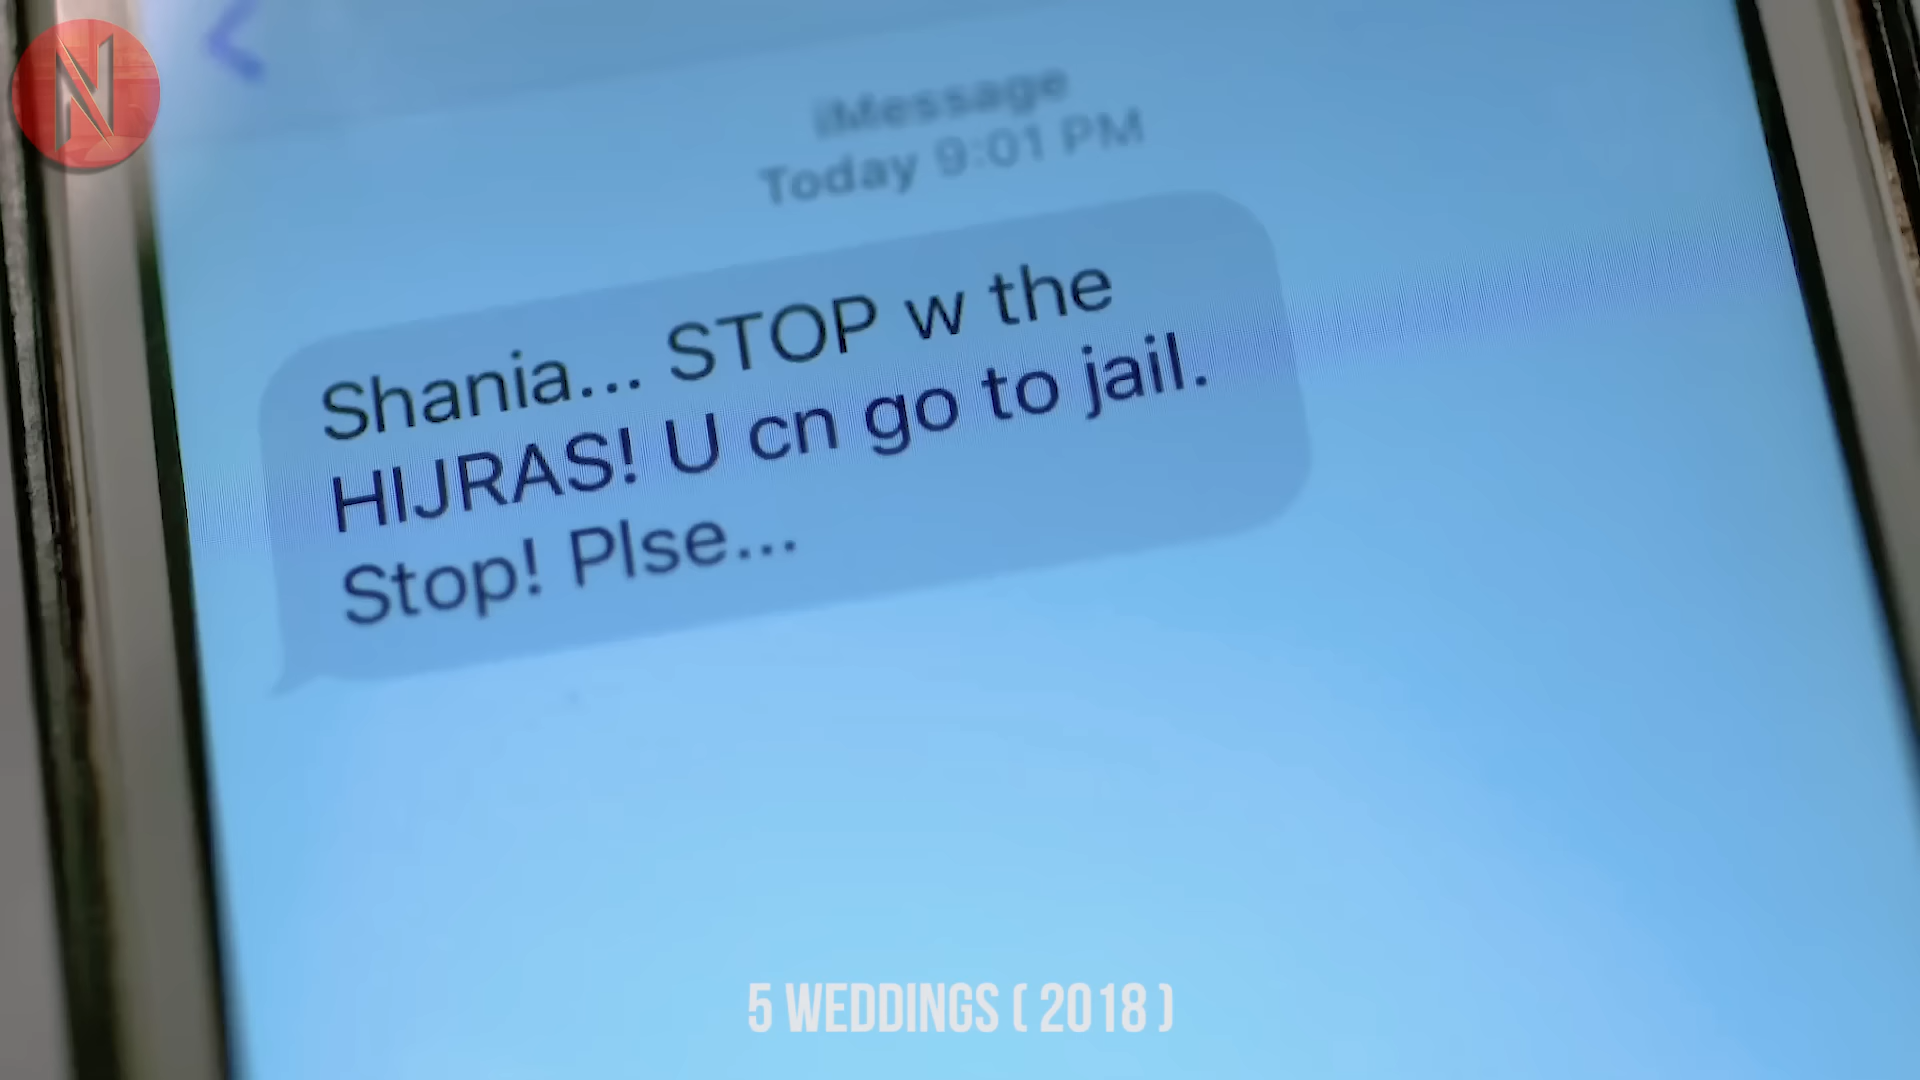 N
iMessage
Today 9:01 PM
Shania... STOP w the
HIJRAS! U cn go to jail.
Stop! Plse...
5 WEDDINGS ( 2018 )